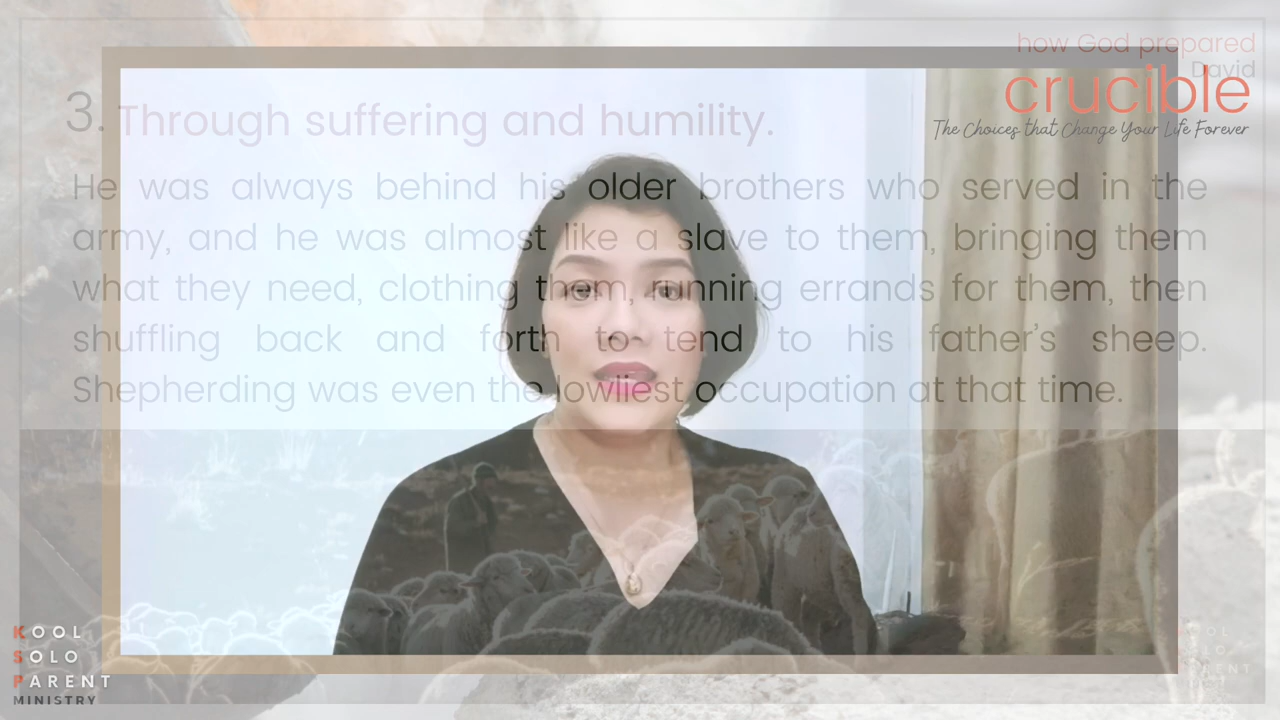 how God prepared
David
crucible
The Choices that Change Your Life Forever
3. Through suffering and humility.
He was always behind his older brothers who served in the
army, and he was almost like a slave to them, bringing them
what they need, clothing them, running errands for them, then
shuffling back and forth to tend to his father's sheep.
Shepherding was even the lowliest occupation at that time.
KOOL
SOLO
PARENT
MINISTRY